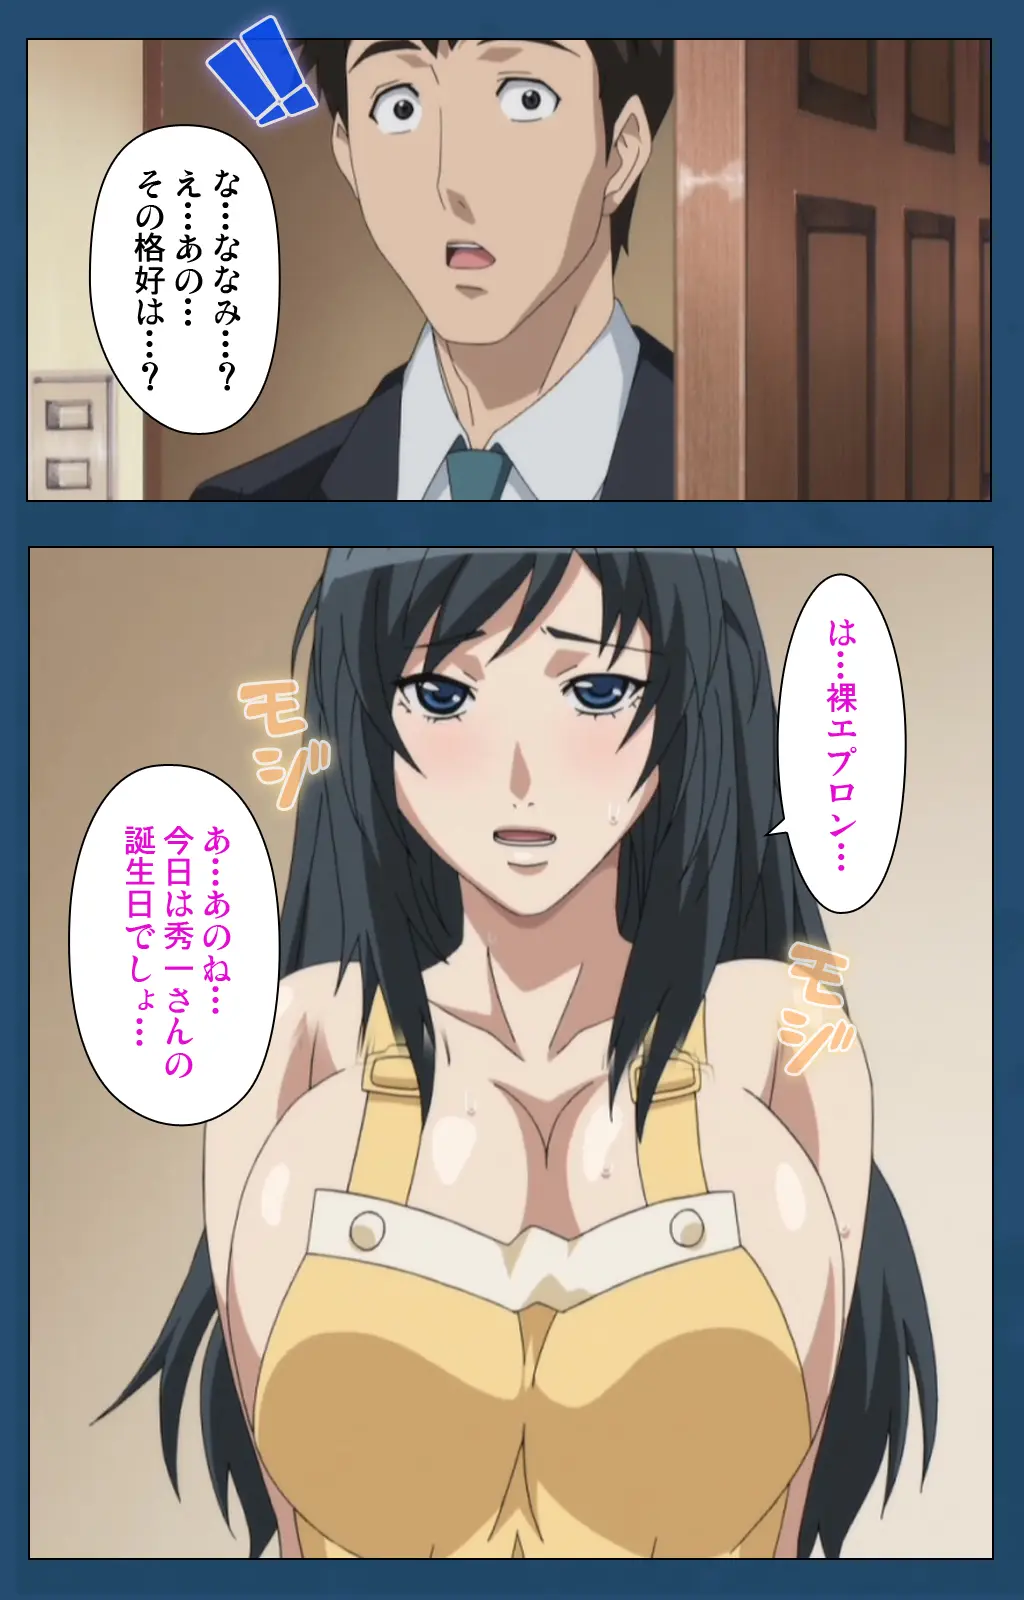 !!
な…ななみ…?
え…あの…
その格好は…?
は…裸エプロン…
モジ
あ…あのね…
今日は秀一さんの
誕生日でしょ…
モジ